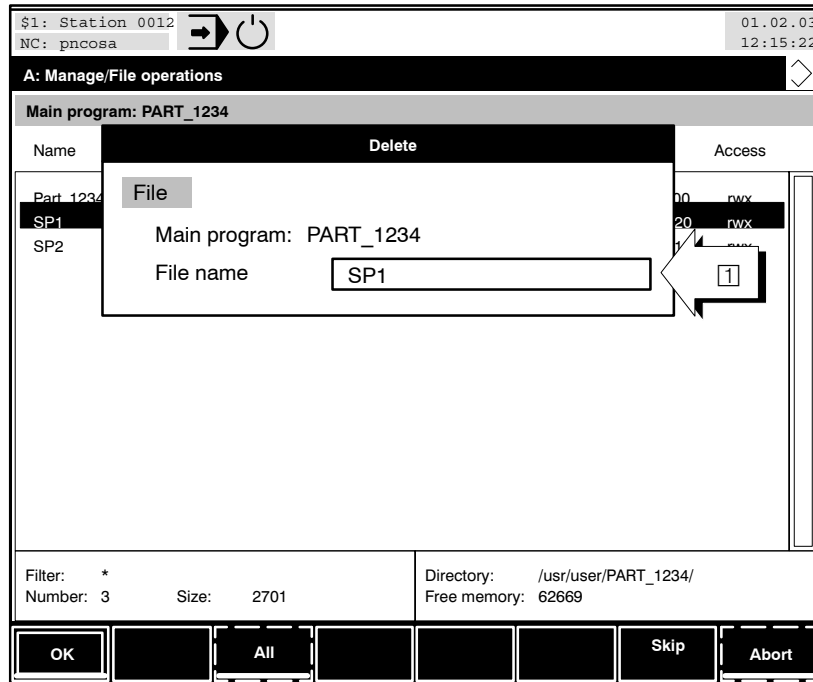 $1: Station 0012
NC: pncosa
01.02.03
12:15:22
A: Manage/File operations
Main program: PART_1234
Name
Access
Delete
File
Main program: PART_1234
File name SP1
1
Part_1234 00 rwx
SP1 20 rwx
SP2
Filter: *
Number: 3 Size: 2701
Directory: /usr/user/PART_1234/
Free memory: 62669
OK All Skip Abort